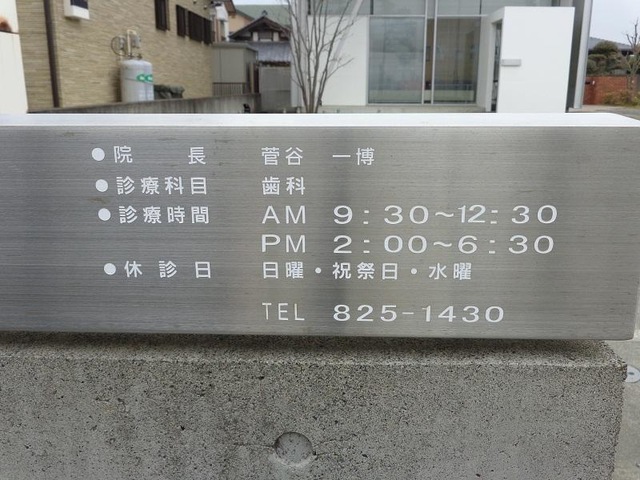 ●院　長　菅谷　一博
●診療科目　歯科
●診療時間　AM 9:30〜12:30
PM 2:00〜6:30
●休診日　日曜・祝祭日・水曜
TEL 825-1430